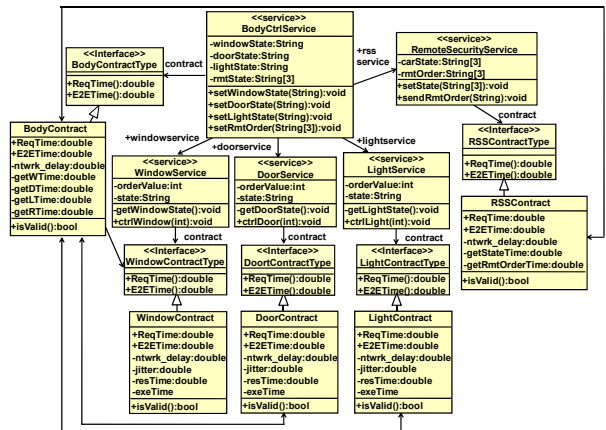 <<service>>
BodyCtrlService
-windowState:String
-doorState:String
-lightState:String
-rmtState:String[3]
+setWindowState(String):void
+setDoorState(String):void
+setLightState(String):void
+setRmtOrder(String[3]):void
<<Interface>>
BodyContractType
+ReqTime():double
+E2ETime():double
contract
+rss
service
<<service>>
RemoteSecurityService
-carState:String[3]
-rmtOrder:String[3]
+setState(String[3]):void
+sendRmtOrder(String):void
contract
<<Interface>>
RSSContractType
+ReqTime():double
+E2ETime():double
BodyContract
+ReqTime:double
+E2ETime:double
-ntwrk_delay:double
-getWTime:double
-getDTime:double
-getLTime:double
-getRTime:double
+isValid():bool
+windowservice
+doorservice
+lightservice
<<service>>
WindowService
-orderValue:int
-state:String
-getWindowState():void
+ctrlWindow(int):void
<<service>>
DoorService
-orderValue:int
-state:String
-getDoorState():void
+ctrlDoor(int):void
<<service>>
LightService
-orderValue:int
-state:String
-getLightState():void
+ctrlLight(int):void
RSSContract
+ReqTime:double
+E2ETime:double
-ntwrk_delay:double
-getStateTime:double
-getRmtOrderTime:double
+isValid():bool
contract
contract
contract
<<Interface>>
WindowContractType
+ReqTime():double
+E2ETime():double
<<Interface>>
DoortContractType
+ReqTime():double
+E2ETime():double
<<Interface>>
LightContractType
+ReqTime():double
+E2ETime():double
WindowContract
+ReqTime:double
+E2ETime:double
-ntwrk_delay:double
-jitter:double
-resTime:double
-exeTime
+isValid():bool
DoorContract
+ReqTime:double
+E2ETime:double
-ntwrk_delay:double
-jitter:double
-resTime:double
-exeTime
+isValid():bool
LightContract
+ReqTime:double
+E2ETime:double
-ntwrk_delay:double
-jitter:double
-resTime:double
-exeTime
+isValid():bool